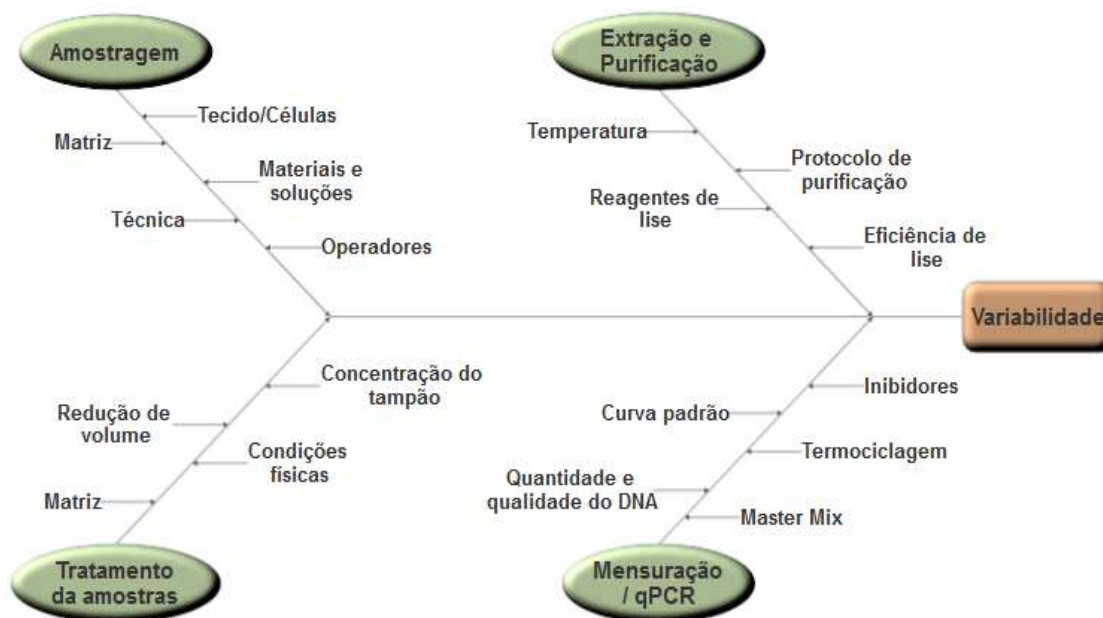 Amostragem
Tecido/Células
Matriz
Materiais e
soluções
Técnica
Operadores
Extração e
Purificação
Temperatura
Protocolo de
purificação
Reagentes de
lise
Eficiência de
lise
Variabilidade
Concentração do
tampão
Redução de
volume
Condições
físicas
Matriz
Tratamento
da amostras
Inibidores
Curva padrão
Termociclagem
Quantidade e
qualidade do DNA
Master Mix
Mensuração
/ qPCR